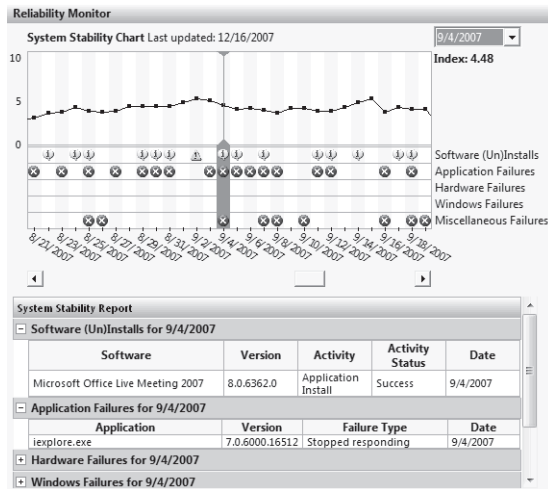 Reliability Monitor
System Stability Chart Last updated: 12/16/2007
9/4/2007
Index: 4.48
10
5
0
Software (Un)Installs
Application Failures
Hardware Failures
Windows Failures
Miscellaneous Failures
8/21/2007
8/23/2007
8/25/2007
8/27/2007
8/29/2007
8/31/2007
9/2/2007
9/4/2007
9/6/2007
9/8/2007
9/10/2007
9/12/2007
9/14/2007
9/16/2007
9/18/2007
System Stability Report
Software (Un)Installs for 9/4/2007
Software Version Activity Activity Status Date
Microsoft Office Live Meeting 2007 8.0.6362.0 Application Install Success 9/4/2007
Application Failures for 9/4/2007
Application Version Failure Type Date
iexplore.exe 7.0.6000.16512 Stopped responding 9/4/2007
Hardware Failures for 9/4/2007
Windows Failures for 9/4/2007